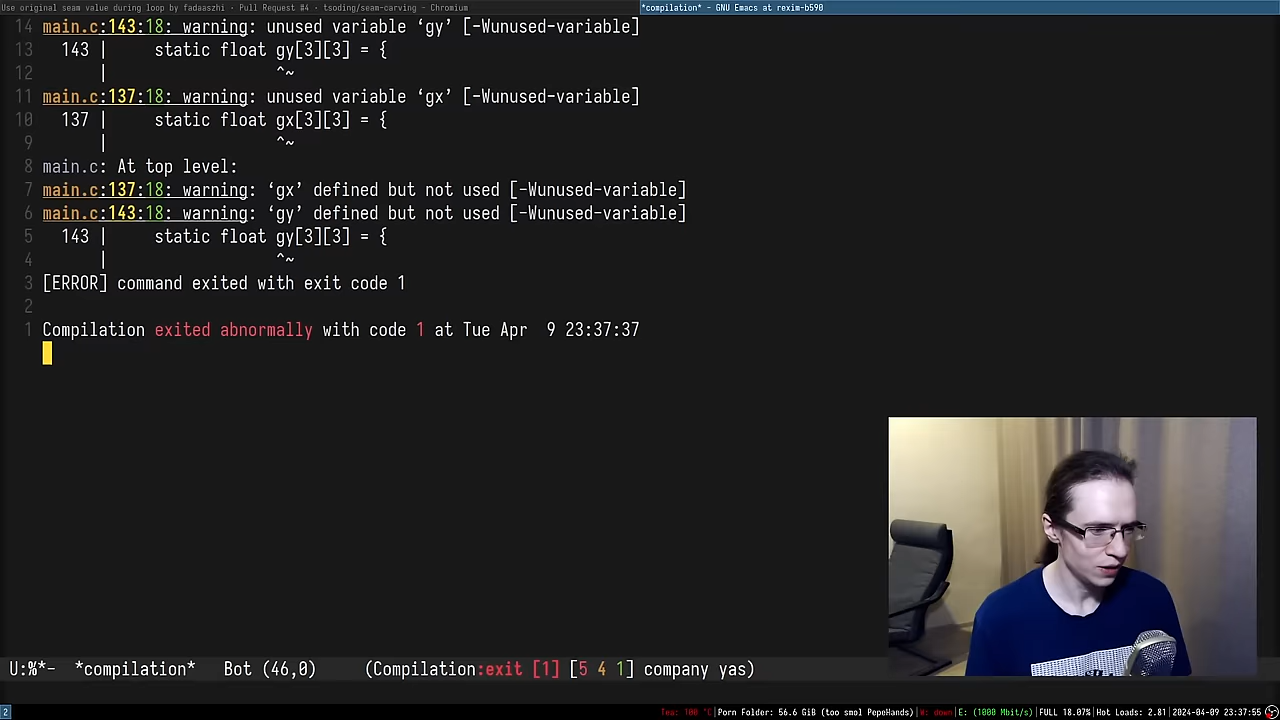 Use original seam value during loop by fadaaszhi · Pull Request #4 · tsoding/seam-carving - Chromium
*compilation* - GNU Emacs at rexim-b590
14 main.c:143:18: warning: unused variable ‘gy’ [-Wunused-variable]
13 143 | static float gy[3][3] = {
12 | ^~
11 main.c:137:18: warning: unused variable ‘gx’ [-Wunused-variable]
10 137 | static float gx[3][3] = {
9 | ^~
8 main.c: At top level:
7 main.c:137:18: warning: ‘gx’ defined but not used [-Wunused-variable]
6 main.c:143:18: warning: ‘gy’ defined but not used [-Wunused-variable]
5 143 | static float gy[3][3] = {
4 | ^~
3 [ERROR] command exited with exit code 1
2
1 Compilation exited abnormally with code 1 at Tue Apr 9 23:37:37
U:%*- *compilation* Bot (46,0) (Compilation:exit [1] [5 4 1] company yas)
2 Tea: 100 °C|Porn Folder: 56.6 GiB (too smol PepeHands)|W: down|E: (1000 Mbit/s)|FULL 18.07%|Hot Loads: 2.81|2024-04-09 23:37:55